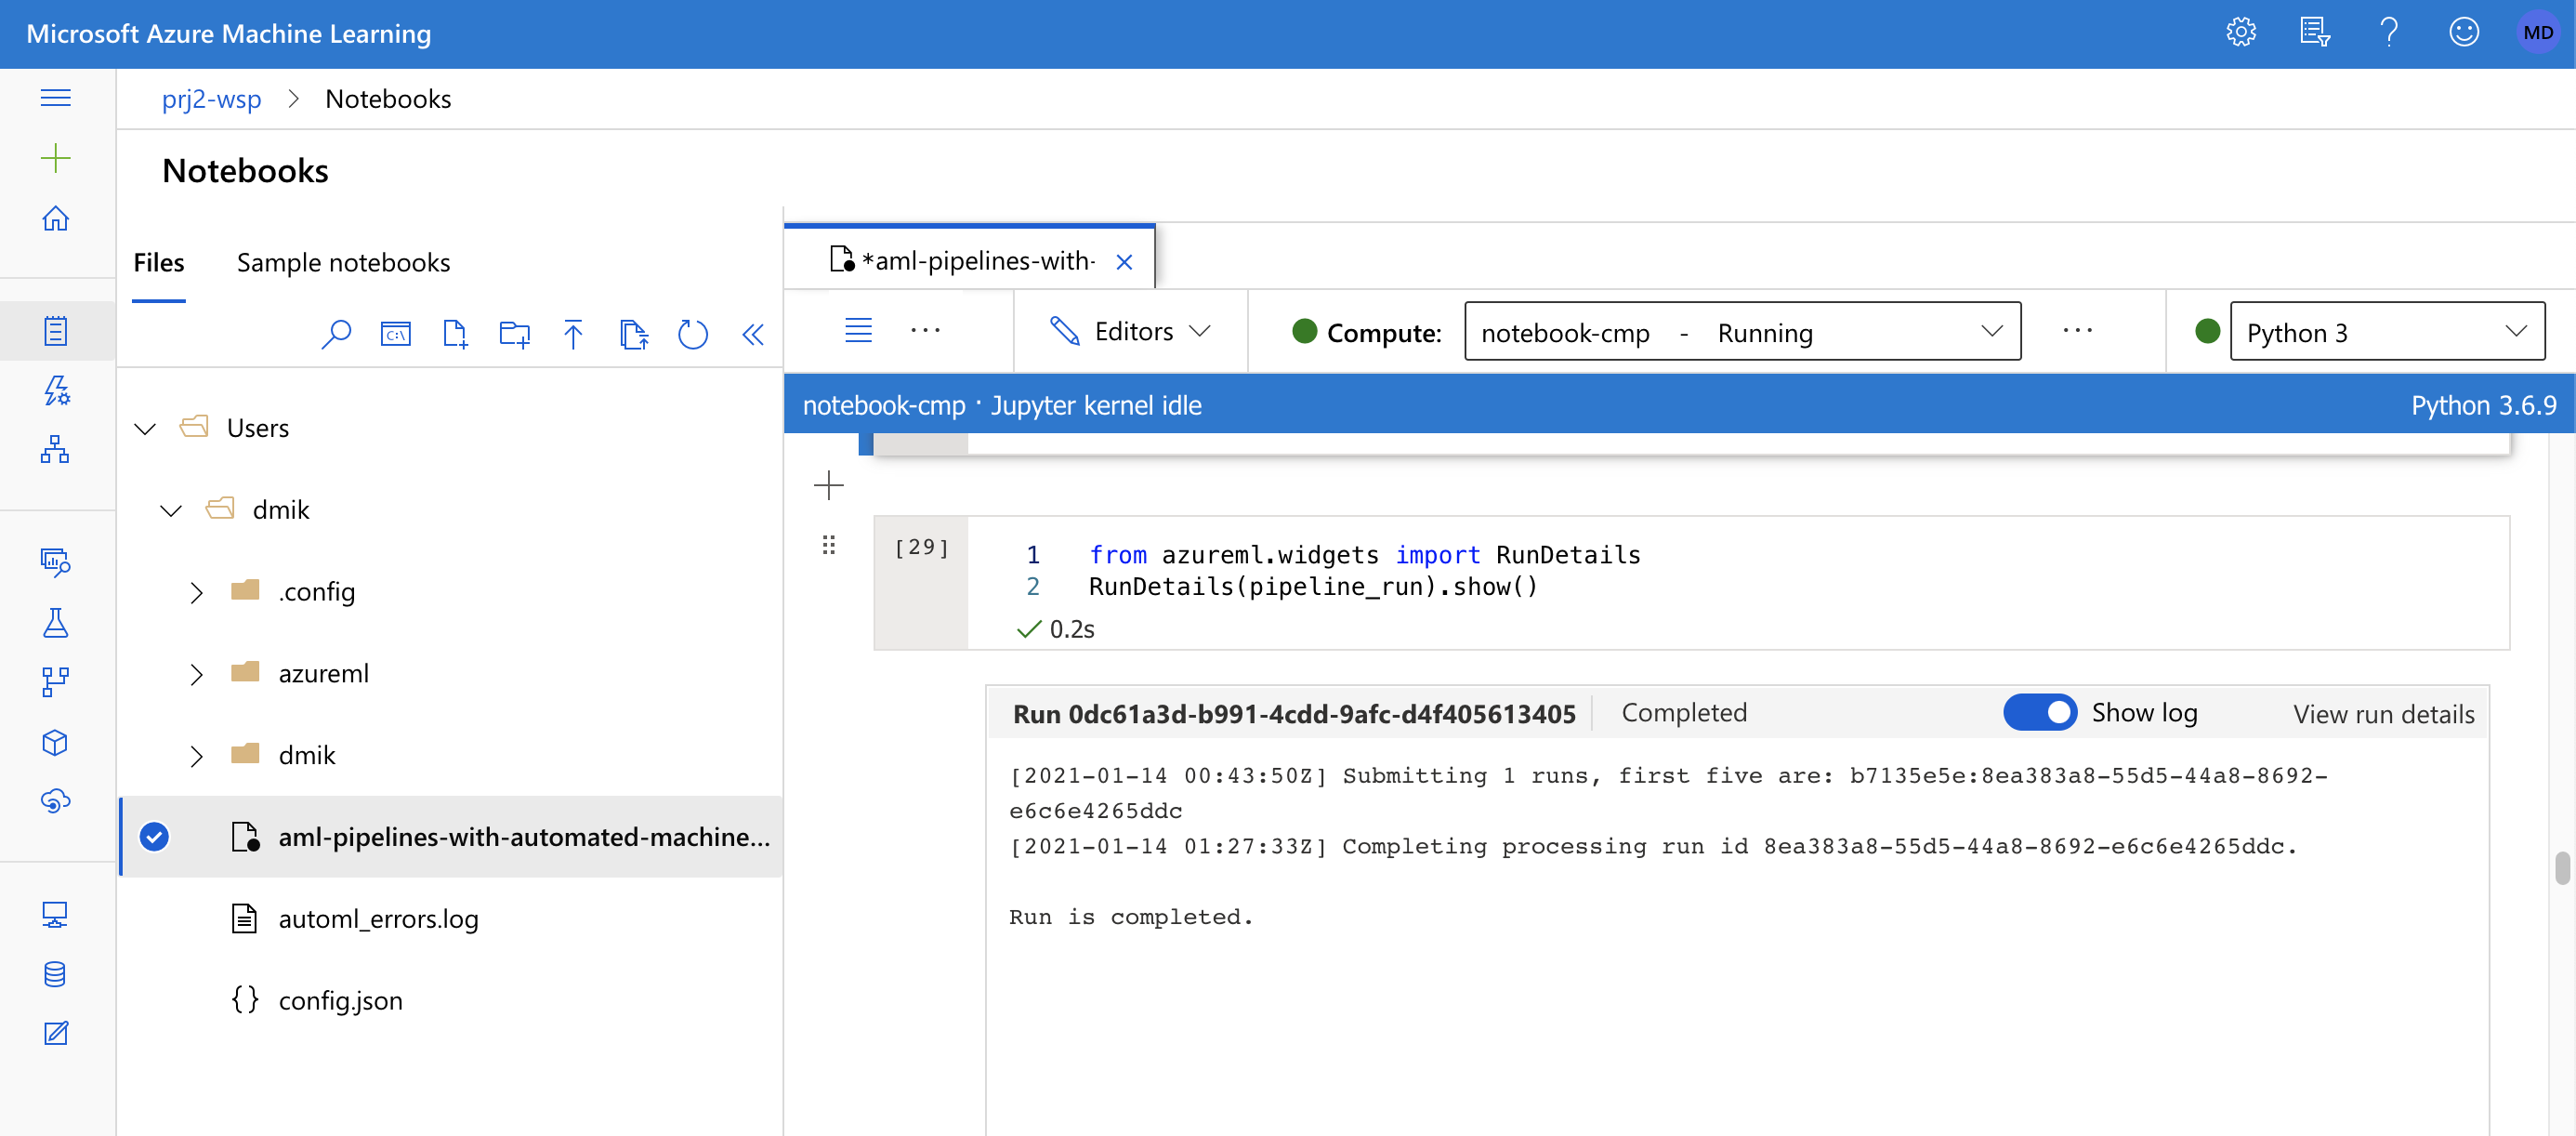 Microsoft Azure Machine Learning
MD
prj2-wsp > Notebooks
Notebooks
Files Sample notebooks
C:\
Users
dmik
.config
azureml
dmik
aml-pipelines-with-automated-machine...
automl_errors.log
{} config.json
*aml-pipelines-with-
... Editors Compute: notebook-cmp - Running ... Python 3
notebook-cmp · Jupyter kernel idle Python 3.6.9
[29]
1 from azureml.widgets import RunDetails
2 RunDetails(pipeline_run).show()
0.2s
Run 0dc61a3d-b991-4cdd-9afc-d4f405613405 Completed Show log View run details
[2021-01-14 00:43:50Z] Submitting 1 runs, first five are: b7135e5e:8ea383a8-55d5-44a8-8692-
e6c6e4265ddc
[2021-01-14 01:27:33Z] Completing processing run id 8ea383a8-55d5-44a8-8692-e6c6e4265ddc.
Run is completed.